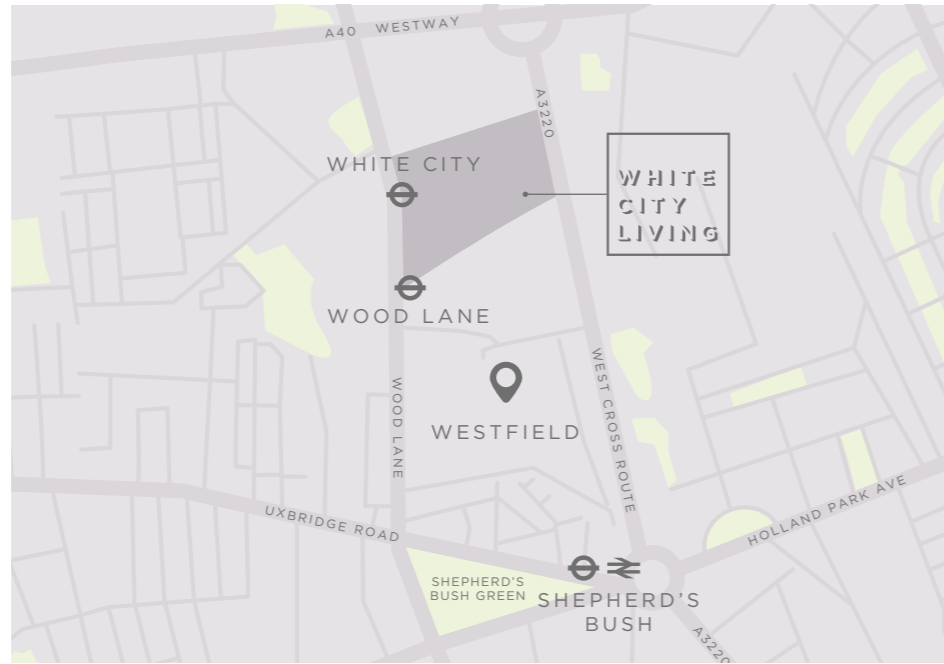 A40 WESTWAY
A3220
WHITE CITY
WHITE
CITY
LIVING
WOOD LANE
WOOD LANE
WEST CROSS ROUTE
WESTFIELD
HOLLAND PARK AVE
UXBRIDGE ROAD
SHEPHERD'S
BUSH GREEN
SHEPHERD'S
BUSH
A3220